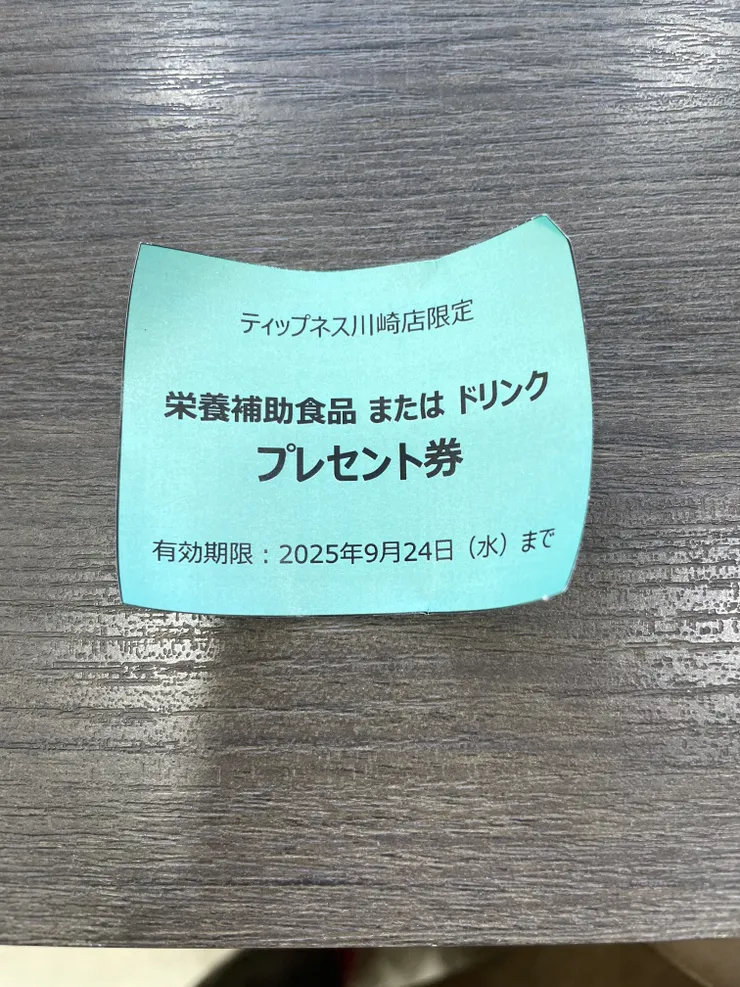 ティップネス川崎店限定
栄養補助食品 または ドリンク
プレゼント券
有効期限：2025年9月24日（水）まで